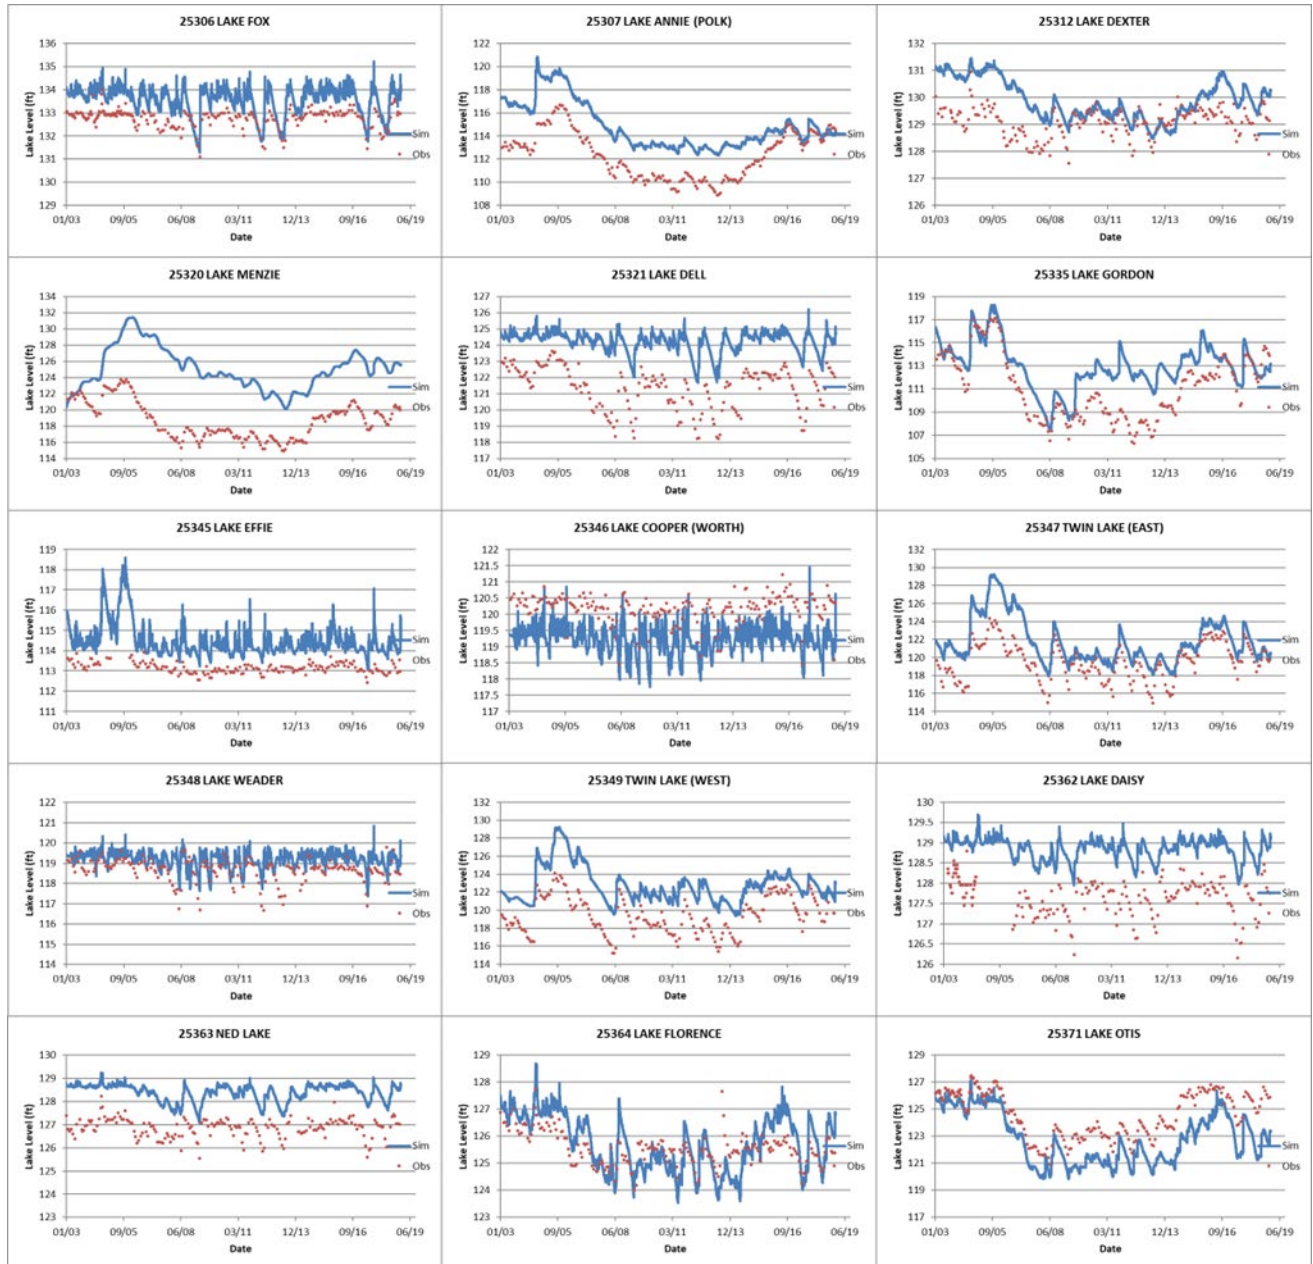 25306 LAKE FOX
Lake Level (ft)
136
135
134
133
132
131
130
129
Sim
Obs
01/03 09/05 06/08 03/11 12/13 09/16 06/19
Date
25307 LAKE ANNIE (POLK)
Lake Level (ft)
122
120
118
116
114
112
110
108
Sim
Obs
01/03 09/05 06/08 03/11 12/13 09/16 06/19
Date
25312 LAKE DEXTER
Lake Level (ft)
132
131
130
129
128
127
126
Sim
Obs
01/03 09/05 06/08 03/11 12/13 09/16 06/19
Date
25320 LAKE MENZIE
Lake Level (ft)
134
132
130
128
126
124
122
120
118
116
114
Sim
Obs
01/03 09/05 06/08 03/11 12/13 09/16 06/19
Date
25321 LAKE DELL
Lake Level (ft)
127
126
125
124
123
122
121
120
119
118
117
Sim
Obs
01/03 09/05 06/08 03/11 12/13 09/16 06/19
Date
25335 LAKE GORDON
Lake Level (ft)
119
117
115
113
111
109
107
105
Sim
Obs
01/03 09/05 06/08 03/11 12/13 09/16 06/19
Date
25345 LAKE EFFIE
Lake Level (ft)
119
118
117
116
115
114
113
112
111
Sim
Obs
01/03 09/05 06/08 03/11 12/13 09/16 06/19
Date
25346 LAKE COOPER (WORTH)
Lake Level (ft)
122
121.5
121
120.5
120
119.5
119
118.5
118
117.5
117
Sim
Obs
01/03 09/05 06/08 03/11 12/13 09/16 06/19
Date
25347 TWIN LAKE (EAST)
Lake Level (ft)
132
130
128
126
124
122
120
118
116
114
Sim
Obs
01/03 09/05 06/08 03/11 12/13 09/16 06/19
Date
25348 LAKE WEADER
Lake Level (ft)
122
121
120
119
118
117
116
115
114
Sim
Obs
01/03 09/05 06/08 03/11 12/13 09/16 06/19
Date
25349 TWIN LAKE (WEST)
Lake Level (ft)
132
130
128
126
124
122
120
118
116
114
Sim
Obs
01/03 09/05 06/08 03/11 12/13 09/16 06/19
Date
25362 LAKE DAISY
Lake Level (ft)
130
129.5
129
128.5
128
127.5
127
126.5
126
Sim
Obs
01/03 09/05 06/08 03/11 12/13 09/16 06/19
Date
25363 NED LAKE
Lake Level (ft)
130
129
128
127
126
125
124
123
Sim
Obs
01/03 09/05 06/08 03/11 12/13 09/16 06/19
Date
25364 LAKE FLORENCE
Lake Level (ft)
129
128
127
126
125
124
123
Sim
Obs
01/03 09/05 06/08 03/11 12/13 09/16 06/19
Date
25371 LAKE OTIS
Lake Level (ft)
129
127
125
123
121
119
117
Sim
Obs
01/03 09/05 06/08 03/11 12/13 09/16 06/19
Date